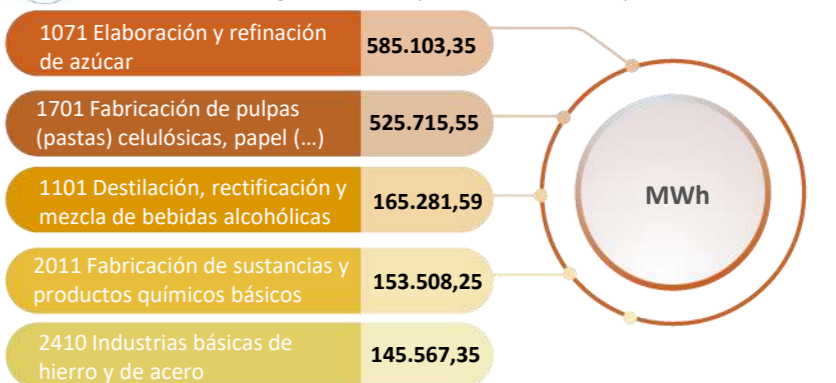 1071 Elaboración y refinación
de azúcar
585.103,35
1701 Fabricación de pulpas
(pastas) celulósicas, papel (…)
525.715,55
1101 Destilación, rectificación y
mezcla de bebidas alcohólicas
165.281,59
2011 Fabricación de sustancias y
productos químicos básicos
153.508,25
2410 Industrias básicas de
hierro y de acero
145.567,35
MWh